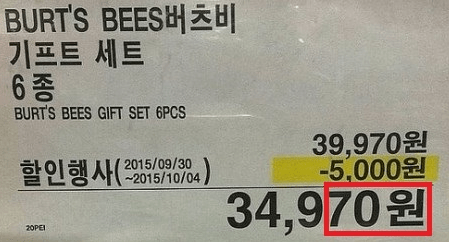 BURT'S BEES버츠비
기프트 세트
6종
BURT'S BEES GIFT SET 6PCS
39,970원
할인행사(2015/09/30 ~2015/10/04) -5,000원
34,970원
20PEI